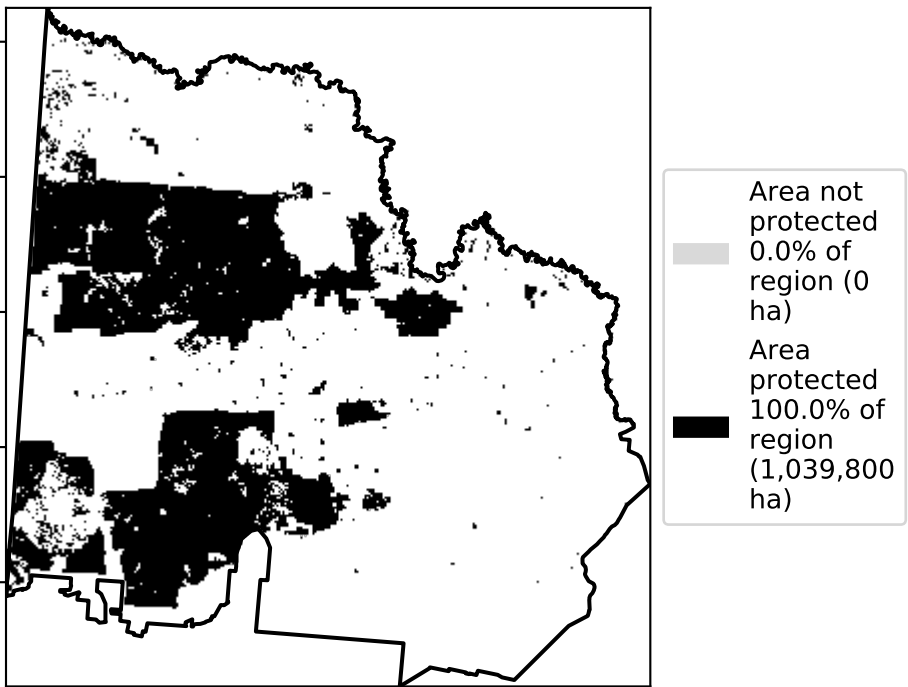 Area not
protected
0.0% of
region (0
ha)
Area
protected
100.0% of
region
(1,039,800
ha)